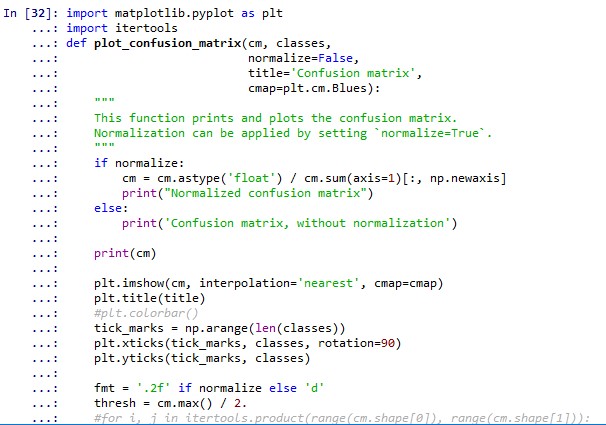 In [32]: import matplotlib.pyplot as plt
    ...: import itertools
    ...: def plot_confusion_matrix(cm, classes,
    ...:                           normalize=False,
    ...:                           title='Confusion matrix',
    ...:                           cmap=plt.cm.Blues):
    ...:     """
    ...:     This function prints and plots the confusion matrix.
    ...:     Normalization can be applied by setting `normalize=True`.
    ...:     """
    ...:     if normalize:
    ...:         cm = cm.astype('float') / cm.sum(axis=1)[:, np.newaxis]
    ...:         print("Normalized confusion matrix")
    ...:     else:
    ...:         print('Confusion matrix, without normalization')
    ...:
    ...:     print(cm)
    ...:
    ...:     plt.imshow(cm, interpolation='nearest', cmap=cmap)
    ...:     plt.title(title)
    ...:     #plt.colorbar()
    ...:     tick_marks = np.arange(len(classes))
    ...:     plt.xticks(tick_marks, classes, rotation=90)
    ...:     plt.yticks(tick_marks, classes)
    ...:
    ...:     fmt = '.2f' if normalize else 'd'
    ...:     thresh = cm.max() / 2.
    ...:     #for i, j in itertools.product(range(cm.shape[0]), range(cm.shape[1])):